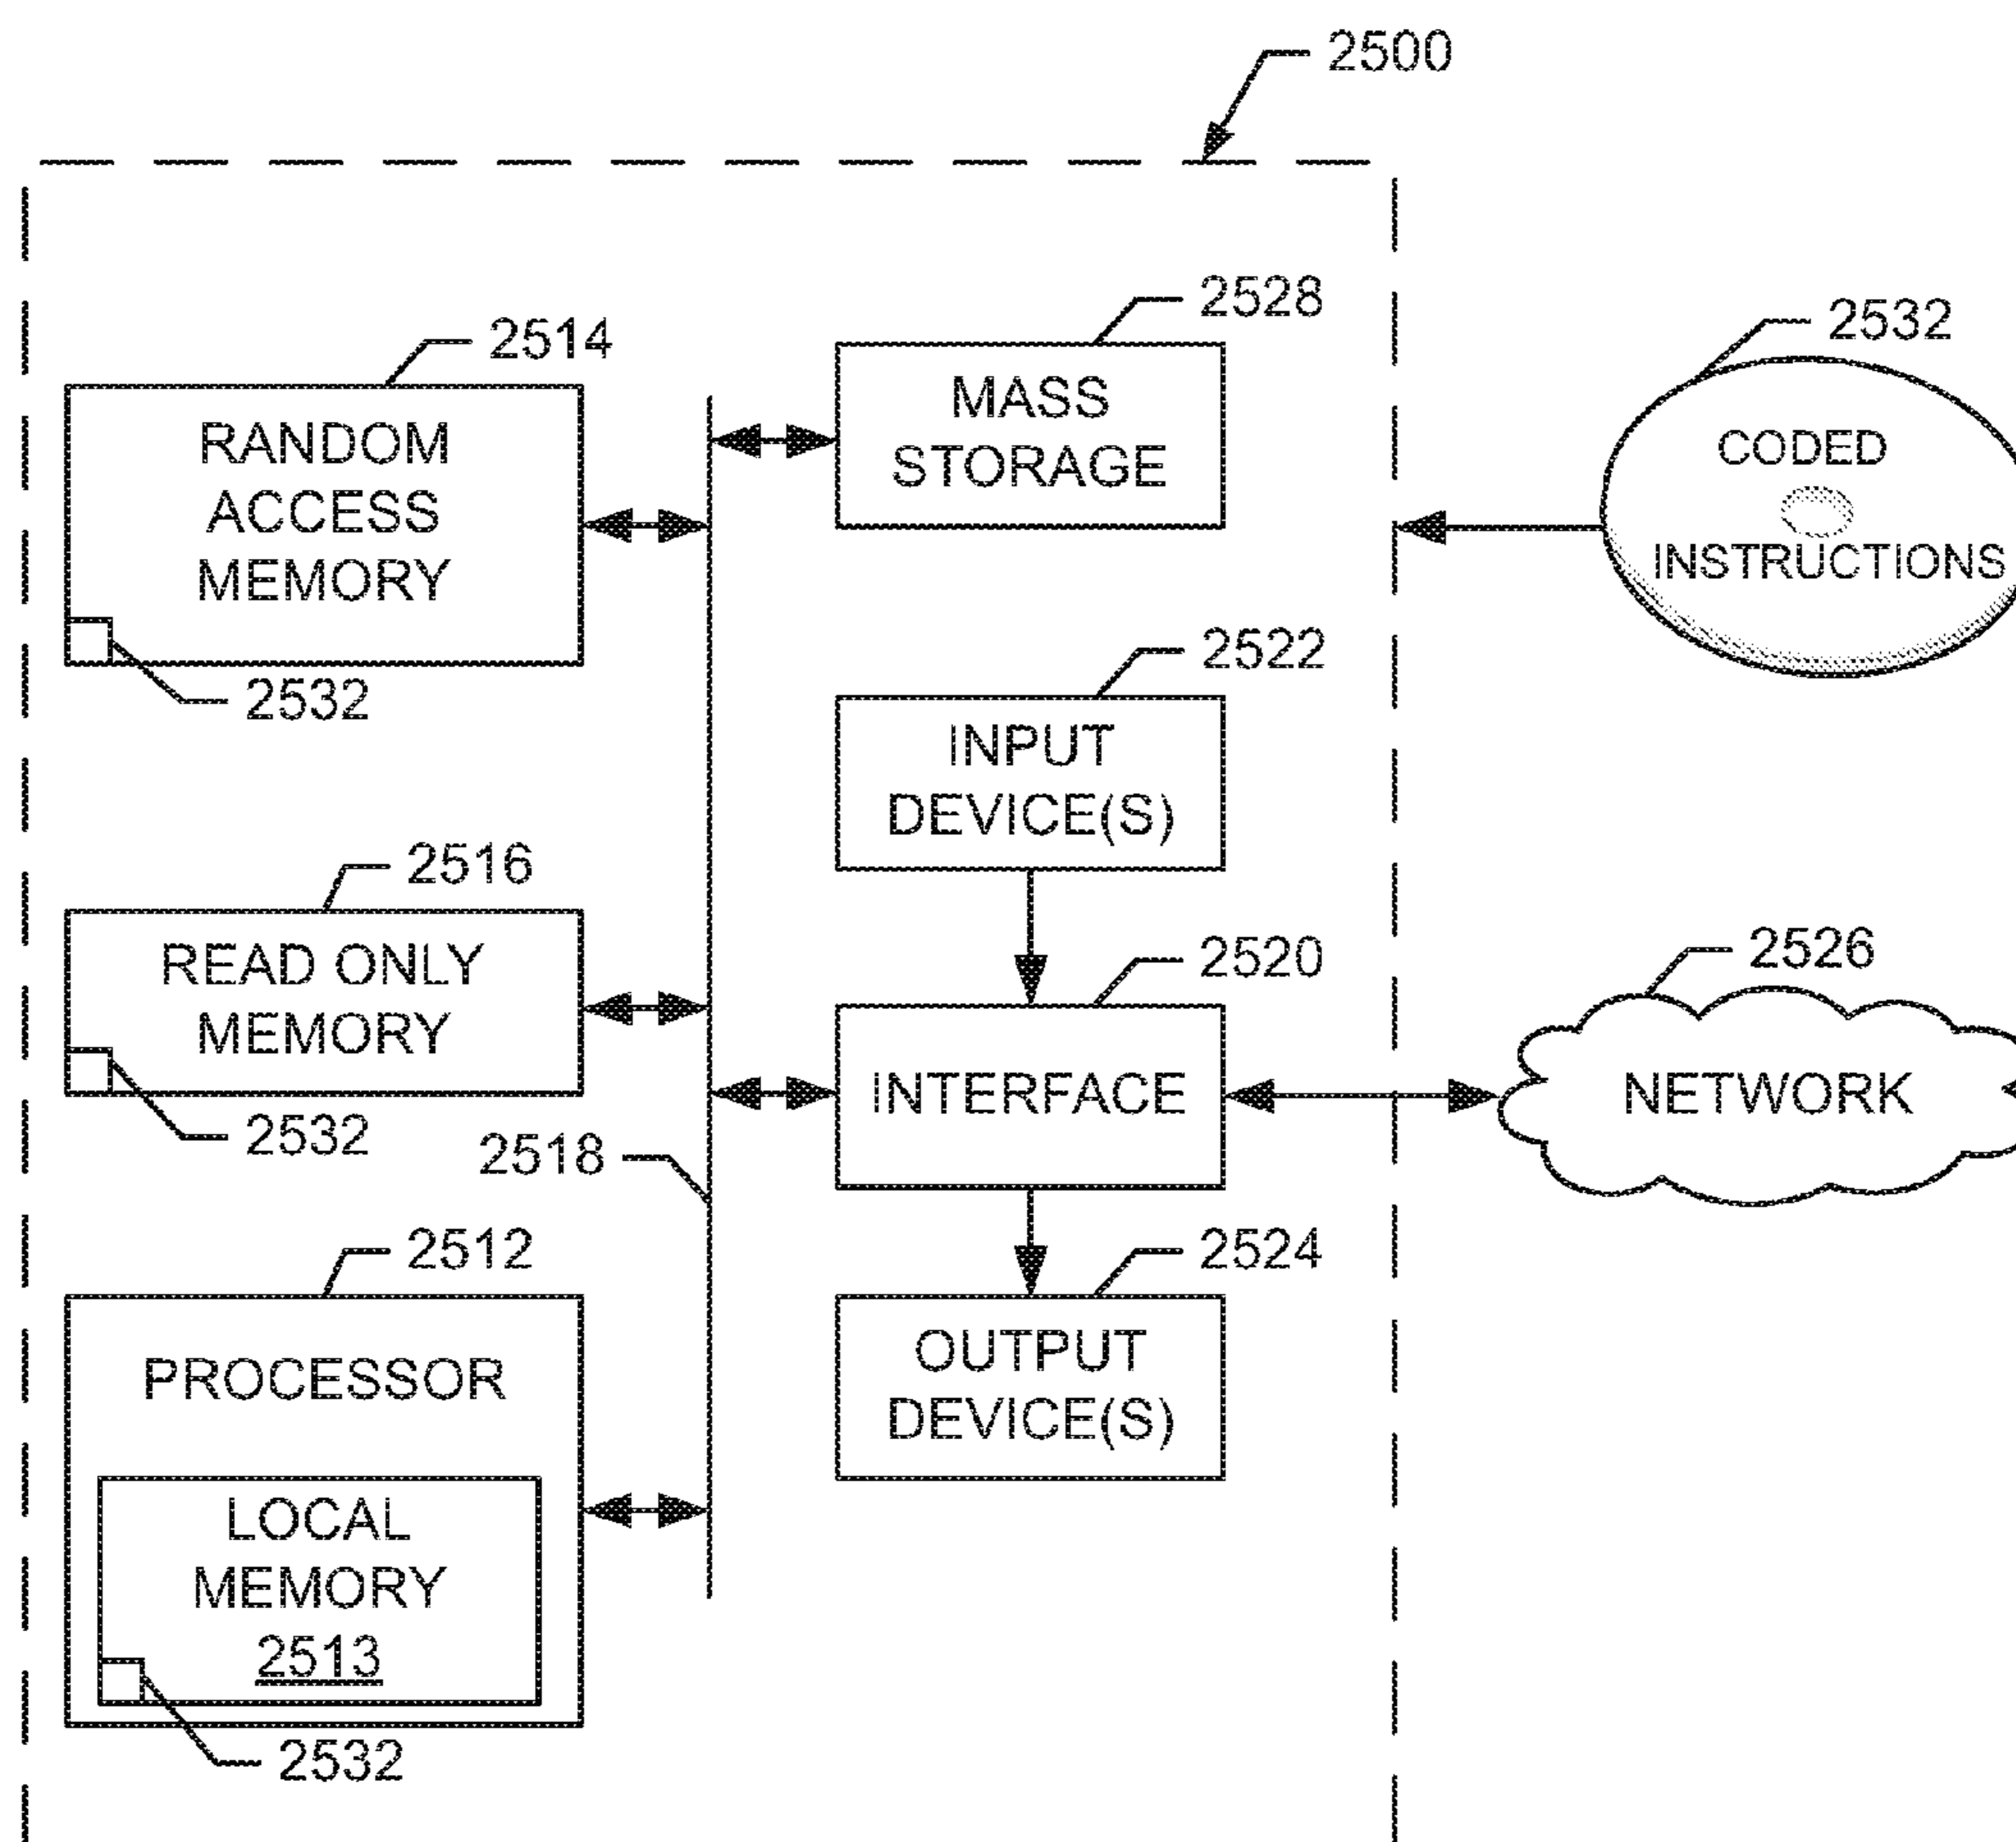 2500
2514
RANDOM
ACCESS
MEMORY
2532
2528
MASS
STORAGE
2532
CODED
INSTRUCTIONS
2522
INPUT
DEVICE(S)
2516
READ ONLY
MEMORY
2532
2518
2520
INTERFACE
2526
NETWORK
2512
PROCESSOR
LOCAL
MEMORY
2513
2532
2524
OUTPUT
DEVICE(S)